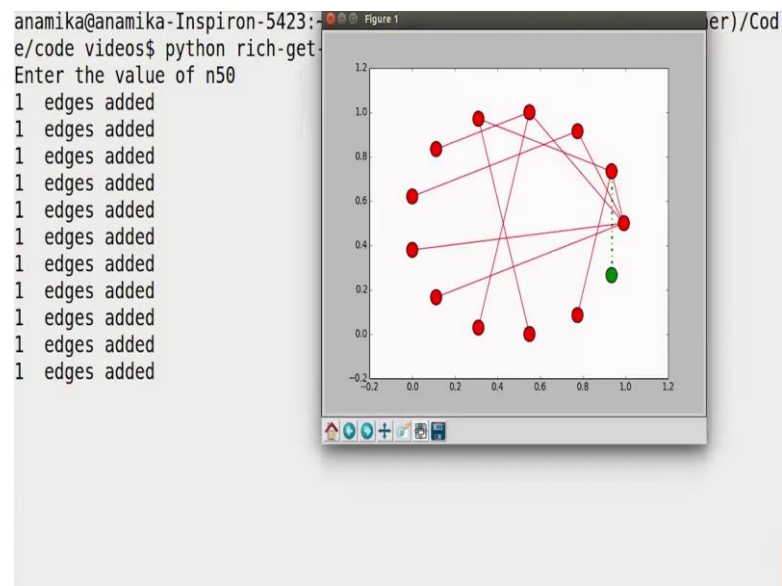 anamika@anamika-Inspiron-5423:~
er)/Cod
e/code videos$ python rich-get-
Enter the value of n50
1 edges added
1 edges added
1 edges added
1 edges added
1 edges added
1 edges added
1 edges added
1 edges added
1 edges added
1 edges added
1 edges added
Figure 1
1.2
1.0
0.8
0.6
0.4
0.2
0.0
-0.2
-0.2 0.0 0.2 0.4 0.6 0.8 1.0 1.2